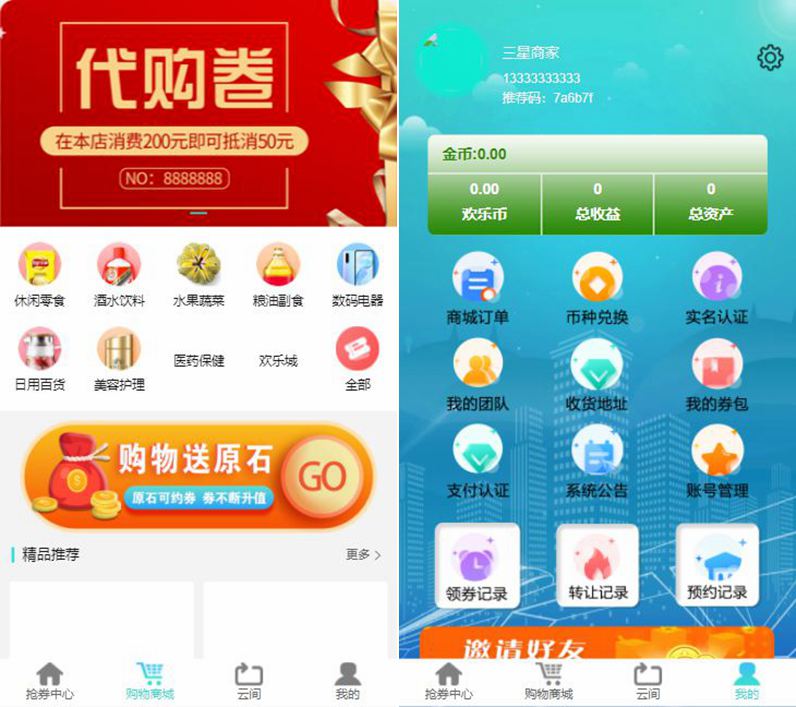 代购卷
在本店消费200元即可抵消50元
NO：8888888
休闲零食
酒水饮料
水果蔬菜
粮油副食
数码电器
日用百货
美容护理
医药保健
欢乐城
全部
购物送原石
原石可约券 券不断升值
GO
精品推荐
更多 >
抢券中心
购物商城
云间
我的
三星商家
13333333333
推荐码：7a6b7f
金币:0.00
0.00
0
0
欢乐币
总收益
总资产
商城订单
币种兑换
实名认证
我的团队
收货地址
我的券包
支付认证
系统公告
账号管理
领券记录
转让记录
预约记录
邀请好友
抢券中心
购物商城
云间
我的